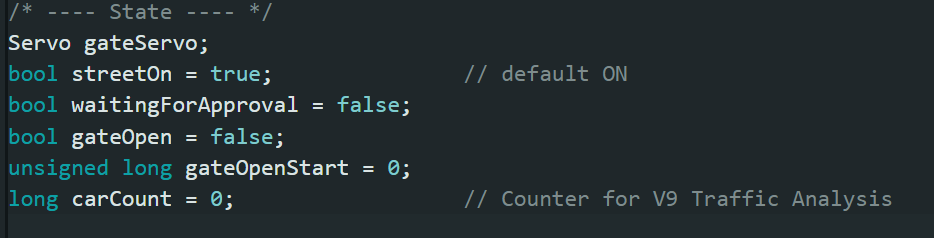 /* ---- State ---- */
Servo gateServo;
bool streetOn = true;                // default ON
bool waitingForApproval = false;
bool gateOpen = false;
unsigned long gateOpenStart = 0;
long carCount = 0;                   // Counter for V9 Traffic Analysis